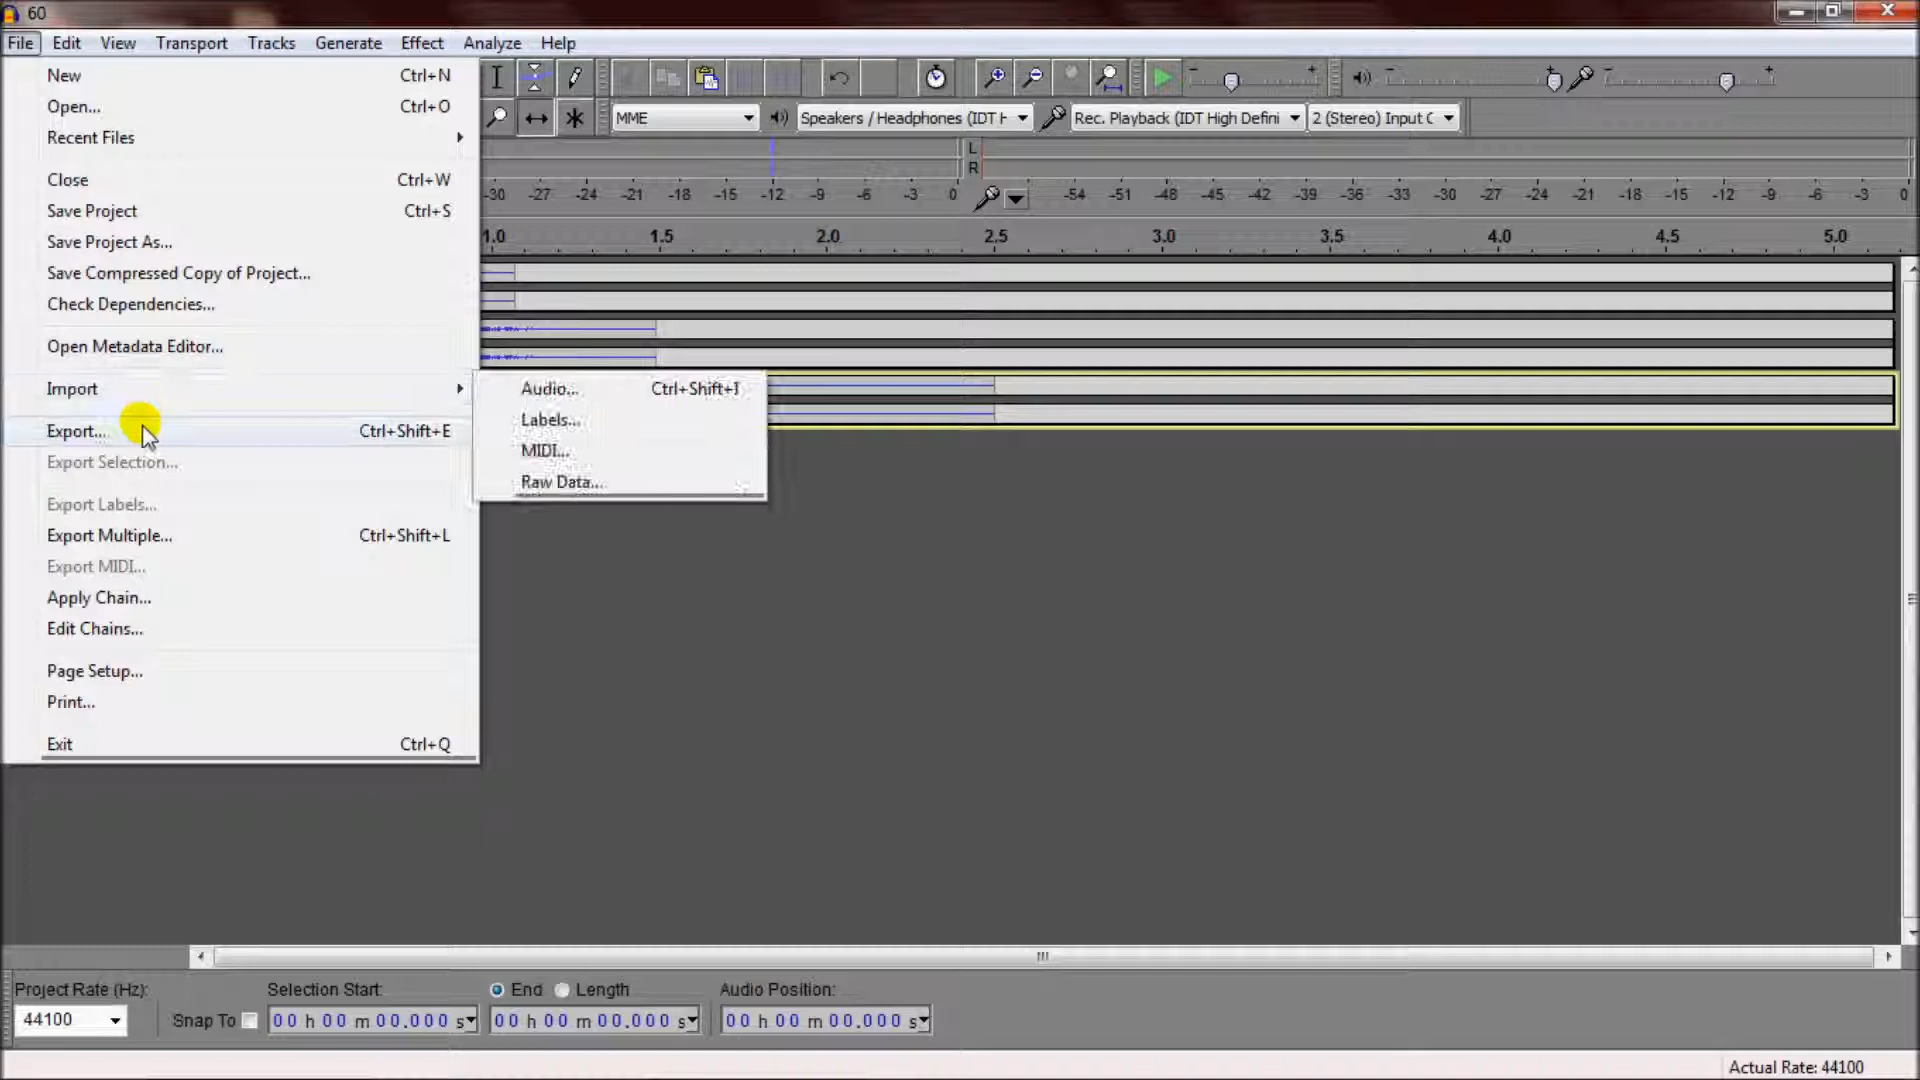 60
File Edit View Transport Tracks Generate Effect Analyze Help
New Ctrl+N
Open... Ctrl+O
Recent Files
Close Ctrl+W
Save Project Ctrl+S
Save Project As...
Save Compressed Copy of Project...
Check Dependencies...
Open Metadata Editor...
Import
Export... Ctrl+Shift+E
Export Selection...
Export Labels...
Export Multiple... Ctrl+Shift+L
Export MIDI...
Apply Chain...
Edit Chains...
Page Setup...
Print...
Exit Ctrl+Q
Audio... Ctrl+Shift+I
Labels...
MIDI...
Raw Data...
MME Speakers / Headphones (IDT H Rec. Playback (IDT High Defini 2 (Stereo) Input C
L
R
-30 -27 -24 -21 -18 -15 -12 -9 -6 -3 0 -54 -51 -48 -45 -42 -39 -36 -33 -30 -27 -24 -21 -18 -15 -12 -9 -6 -3 0
1.0 1.5 2.0 2.5 3.0 3.5 4.0 4.5 5.0
Project Rate (Hz): Selection Start: End Length Audio Position:
44100 Snap To 00 h 00 m 00.000 s 00 h 00 m 00.000 s 00 h 00 m 00.000 s
Actual Rate: 44100